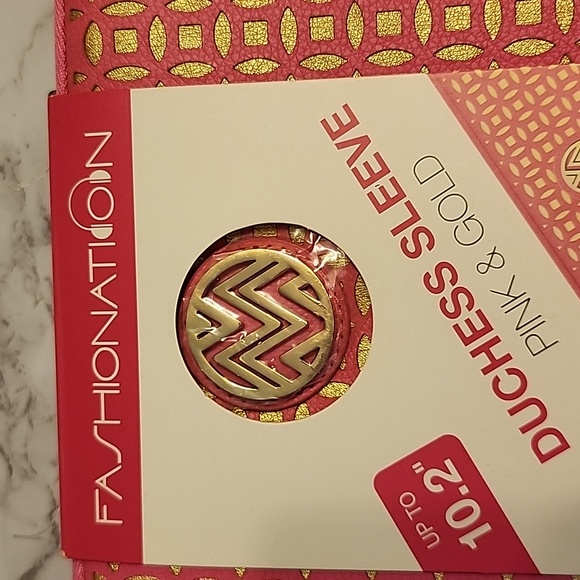 FASHIONATION
DUCHESS SLEEVE
PINK & GOLD
UP TO
10.2"